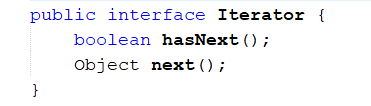 public interface Iterator {
    boolean hasNext();
    Object next();
}